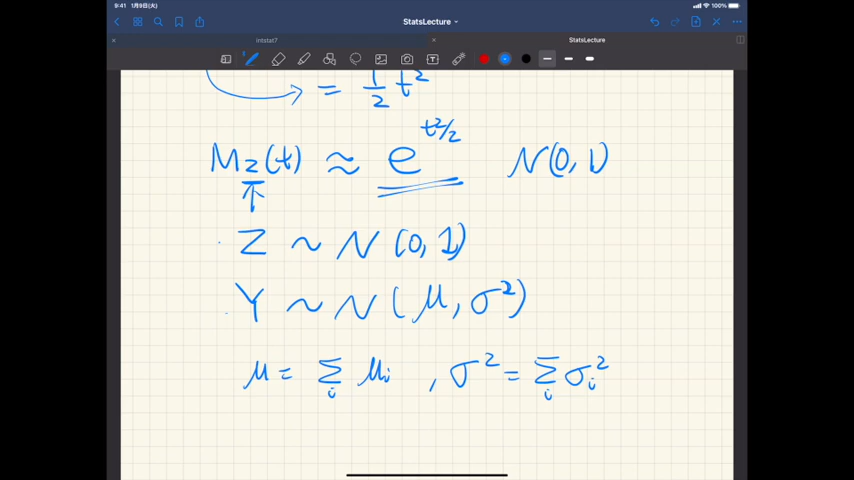 9:41 1月9日(火) 100%
StatsLecture
intstat7 StatsLecture
= 1/2 t²
M_Z(t) ≈ e^{t²/2} N(0, 1)
Z ~ N(0, 1)
Y ~ N(μ, σ²)
μ = Σ_i μ_i , σ² = Σ_i σ_i²